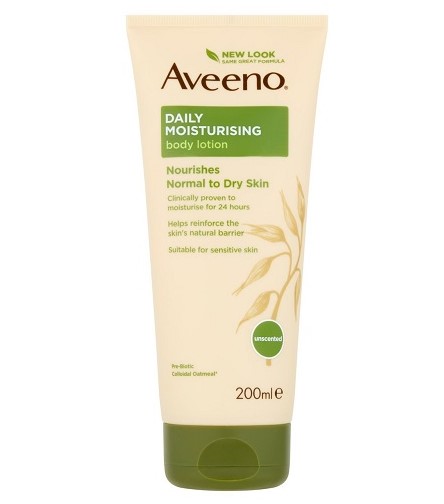 NEW LOOK
SAME GREAT FORMULA
Aveeno®
DAILY
MOISTURISING
body lotion
Nourishes
Normal to Dry Skin
Clinically proven to
moisturise for 24 hours
Helps reinforce the
skin's natural barrier
Suitable for sensitive skin
unscented
Pre-Biotic
Colloidal Oatmeal*
200ml e